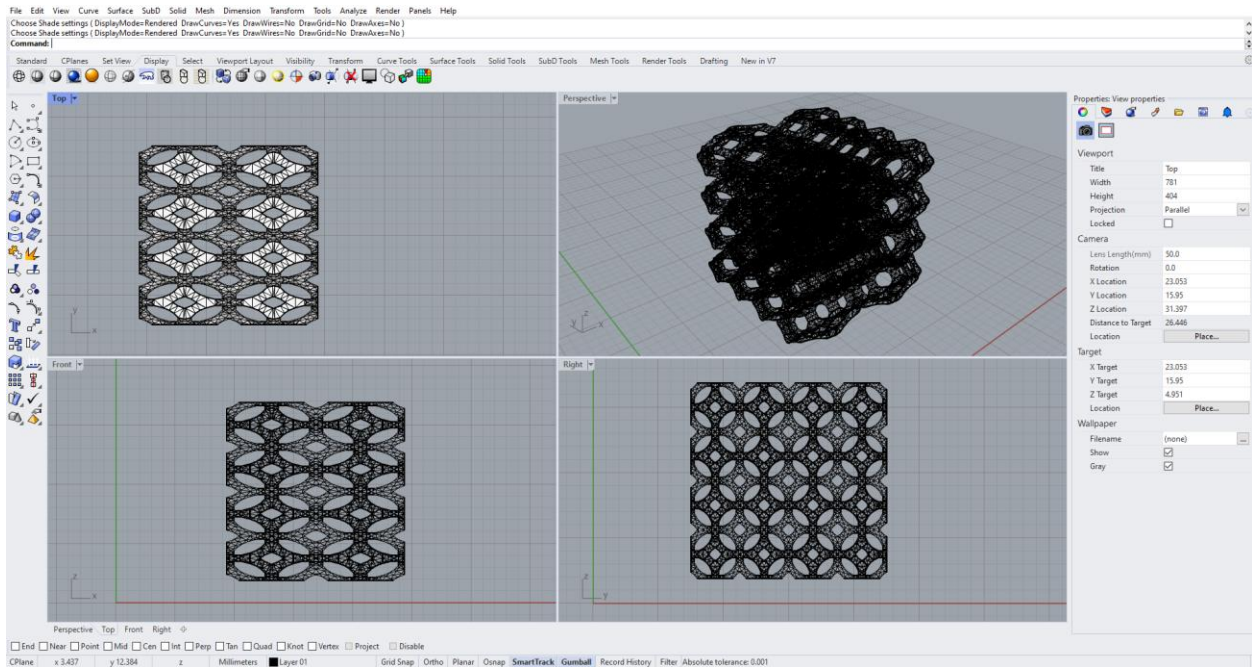 File Edit View Curve Surface SubD Solid Mesh Dimension Transform Tools Analyze Render Panels Help
Choose Shade settings ( DisplayMode=Rendered DrawCurves=Yes DrawWires=No DrawGrid=No DrawAxes=No )
Choose Shade settings ( DisplayMode=Rendered DrawCurves=Yes DrawWires=No DrawGrid=No DrawAxes=No )
Command:
Standard CPlanes Set View Display Select Viewport Layout Visibility Transform Curve Tools Surface Tools Solid Tools SubD Tools Mesh Tools Render Tools Drafting New in V7
Top
Perspective
Properties: View properties
Viewport
Title Top
Width 781
Height 404
Projection Parallel
Locked
Camera
Lens Length(mm) 50.0
Rotation 0.0
X Location 23.053
Y Location 15.95
Z Location 31.397
Distance to Target 26.446
Location Place...
Target
X Target 23.053
Y Target 15.95
Z Target 4.951
Location Place...
Wallpaper
Filename (none) ...
Show
Gray
y
x
z
y x
Front
Right
z
x
z
y
Perspective Top Front Right
End Near Point Mid Cen Int Perp Tan Quad Knot Vertex Project Disable
CPlane x 3.437 y 12.384 z Millimeters Layer 01 Grid Snap Ortho Planar Osnap SmartTrack Gumball Record History Filter Absolute tolerance: 0.001